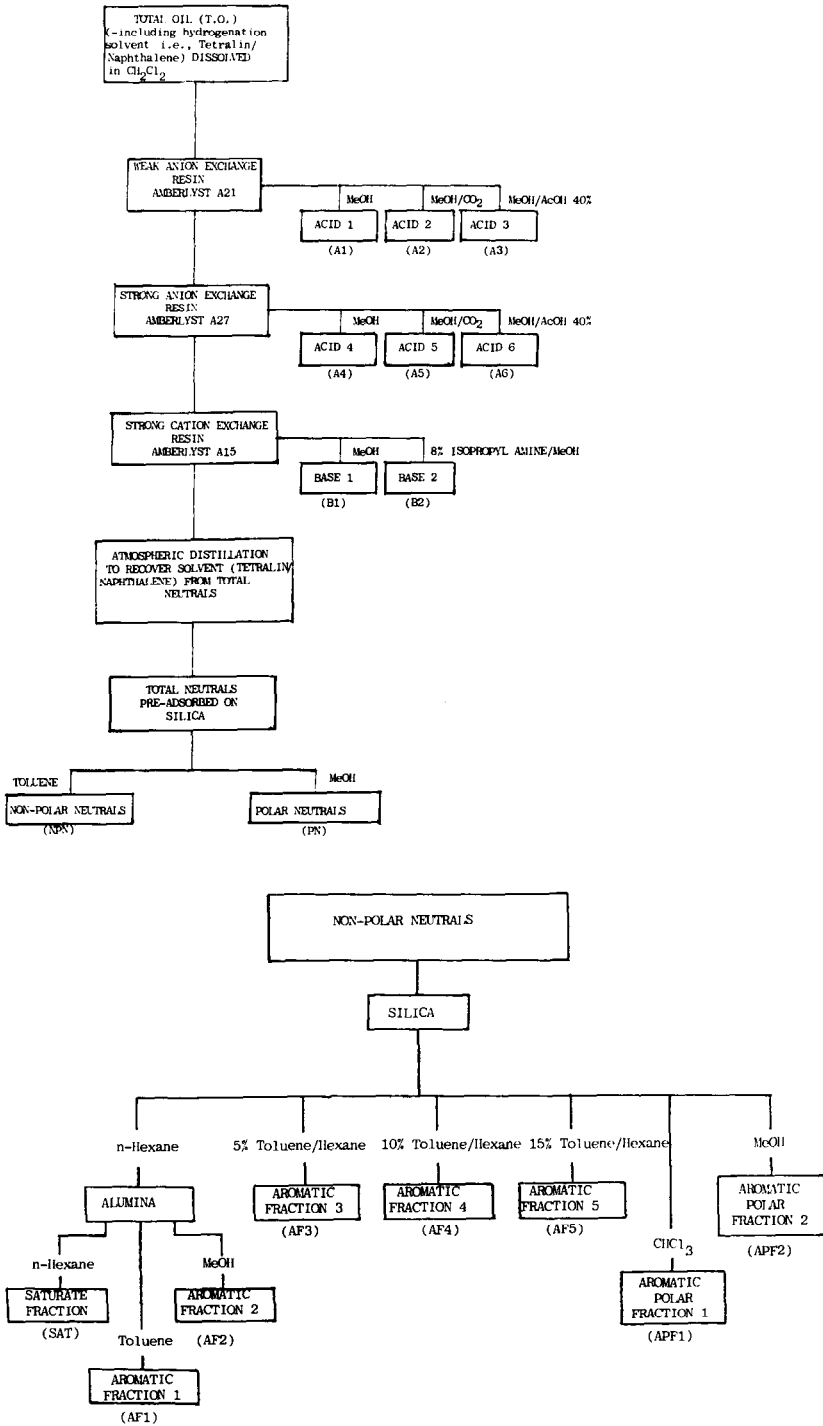 TOTAL OIL (T.O.)
(-including hydrogenation
solvent i.e., Tetralin/
Naphthalene) DISSOLVED
in CH2Cl2
WEAK ANION EXCHANGE
RESIN
AMBERLYST A21
MeOH
MeOH/CO2
MeOH/AcOH 40%
ACID 1
ACID 2
ACID 3
(A1)
(A2)
(A3)
STRONG ANION EXCHANGE
RESIN
AMBERLYST A27
MeOH
MeOH/CO2
MeOH/AcOH 40%
ACID 4
ACID 5
ACID 6
(A4)
(A5)
(A6)
STRONG CATION EXCHANGE
RESIN
AMBERLYST A15
MeOH
8% ISOPROPYL AMINE/MeOH
BASE 1
BASE 2
(B1)
(B2)
ATMOSPHERIC DISTILLATION
TO RECOVER SOLVENT (TETRALIN/
NAPHTHALENE) FROM TOTAL
NEUTRALS
TOTAL NEUTRALS
PRE-ADSORBED ON
SILICA
TOLUENE
MeOH
NON-POLAR NEUTRALS
POLAR NEUTRALS
(NPN)
(PN)
NON-POLAR NEUTRALS
SILICA
n-Hexane
5% Toluene/Hexane
10% Toluene/Hexane
15% Toluene/Hexane
MeOH
ALUMINA
AROMATIC
FRACTION 3
AROMATIC
FRACTION 4
AROMATIC
FRACTION 5
AROMATIC
POLAR
FRACTION 2
(AF3)
(AF4)
(AF5)
(APF2)
n-Hexane
MeOH
CHCl3
SATURATE
FRACTION
AROMATIC
FRACTION 2
AROMATIC
POLAR
FRACTION 1
(SAT)
Toluene
(AF2)
(APF1)
AROMATIC
FRACTION 1
(AF1)